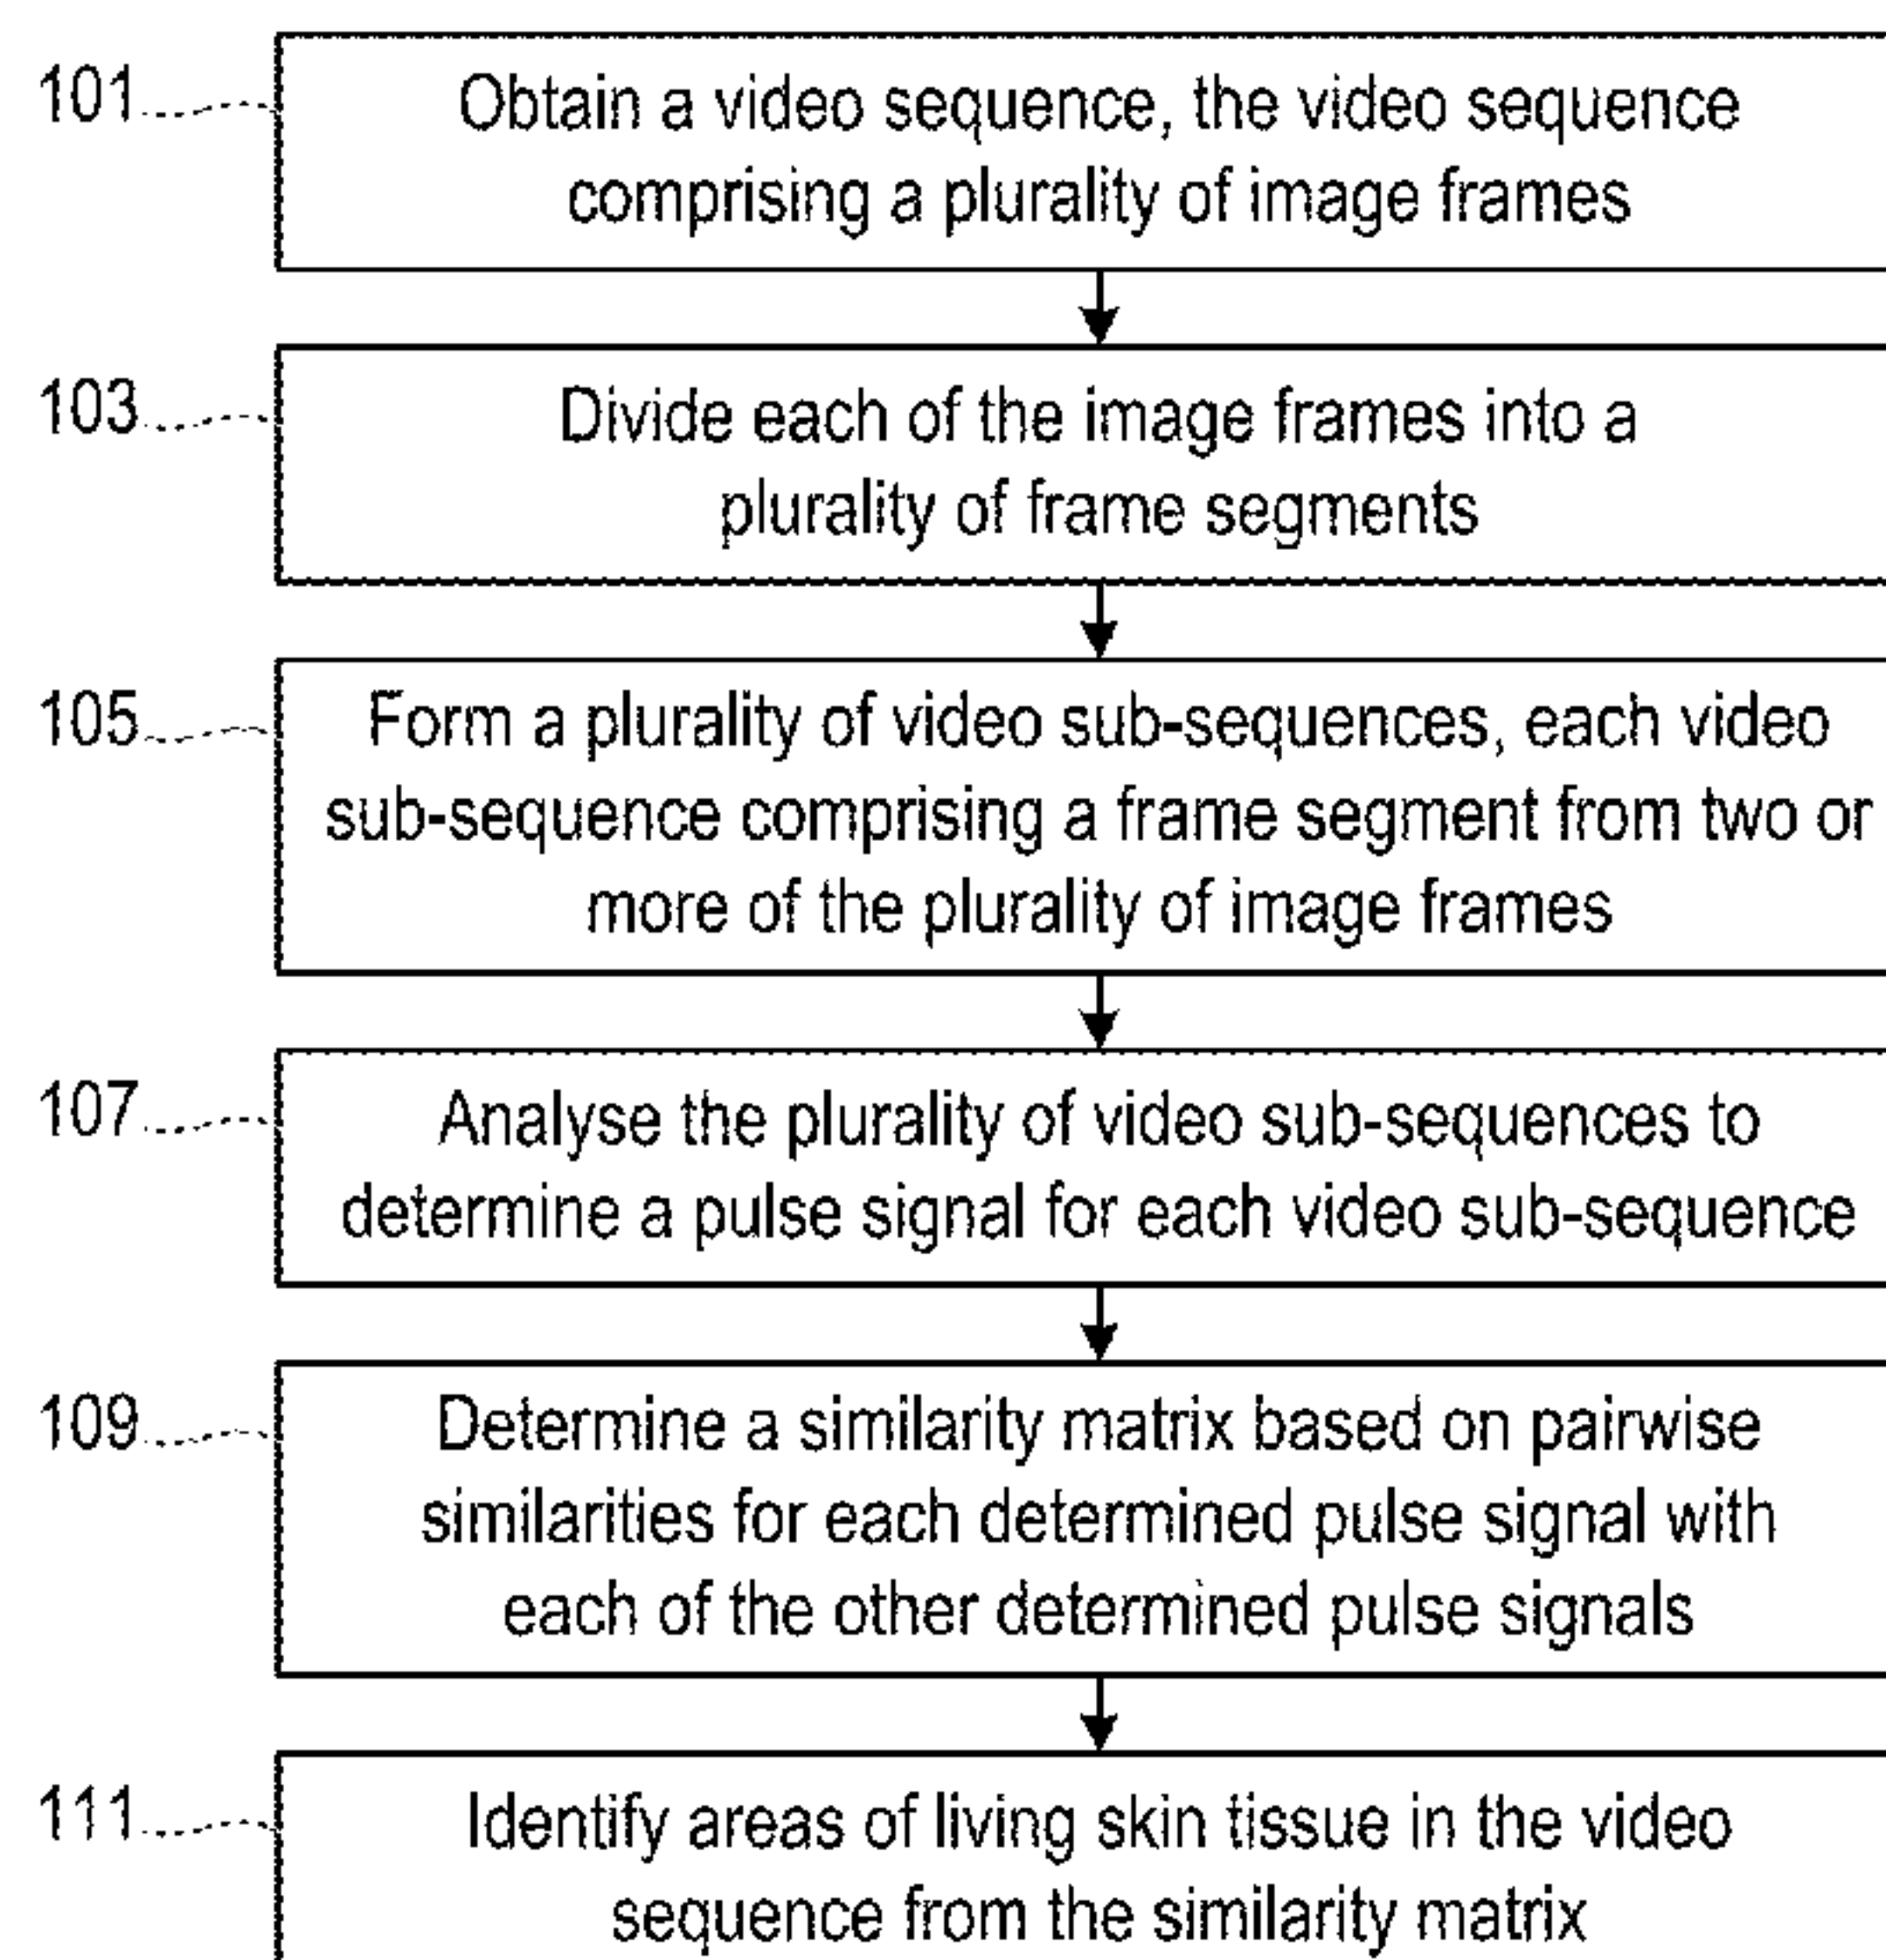 101
Obtain a video sequence, the video sequence
comprising a plurality of image frames
103
Divide each of the image frames into a
plurality of frame segments
105
Form a plurality of video sub-sequences, each video
sub-sequence comprising a frame segment from two or
more of the plurality of image frames
107
Analyse the plurality of video sub-sequences to
determine a pulse signal for each video sub-sequence
109
Determine a similarity matrix based on pairwise
similarities for each determined pulse signal with
each of the other determined pulse signals
111
Identify areas of living skin tissue in the video
sequence from the similarity matrix